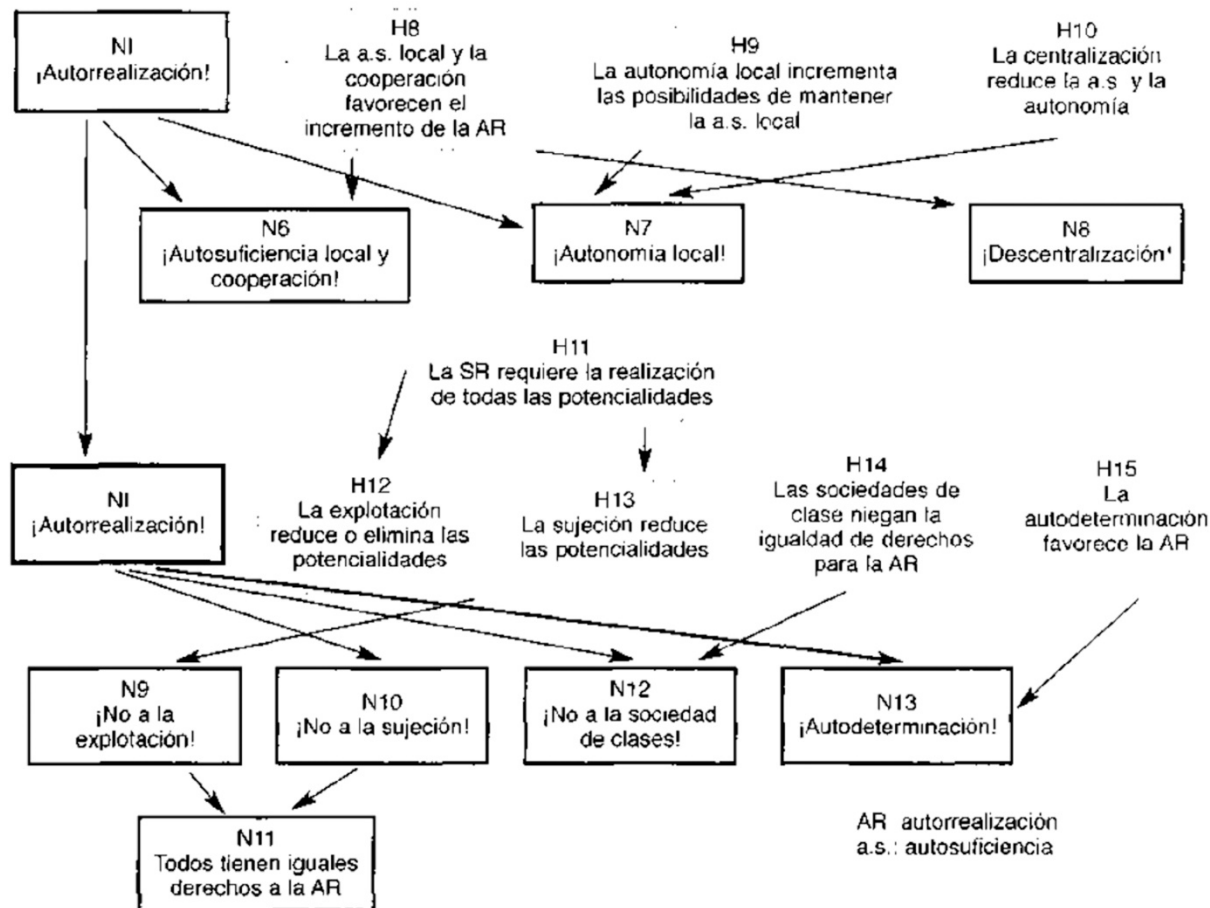 NI
¡Autorrealización!
H8
La a.s. local y la
cooperación
favorecen el
incremento de la AR
H9
La autonomía local incrementa
las posibilidades de mantener
la a.s. local
H10
La centralización
reduce la a.s y la
autonomía
N6
¡Autosuficiencia local y
cooperación!
N7
¡Autonomía local!
N8
¡Descentralización'
H11
La SR requiere la realización
de todas las potencialidades
NI
¡Autorrealización!
H12
La explotación
reduce o elimina las
potencialidades
H13
La sujeción reduce
las potencialidades
H14
Las sociedades de
clase niegan la
igualdad de derechos
para la AR
H15
La
autodeterminación
favorece la AR
N9
¡No a la
explotación!
N10
¡No a la sujeción!
N12
¡No a la sociedad
de clases!
N13
¡Autodeterminación!
N11
Todos tienen iguales
derechos a la AR
AR autorrealización
a.s.: autosuficiencia